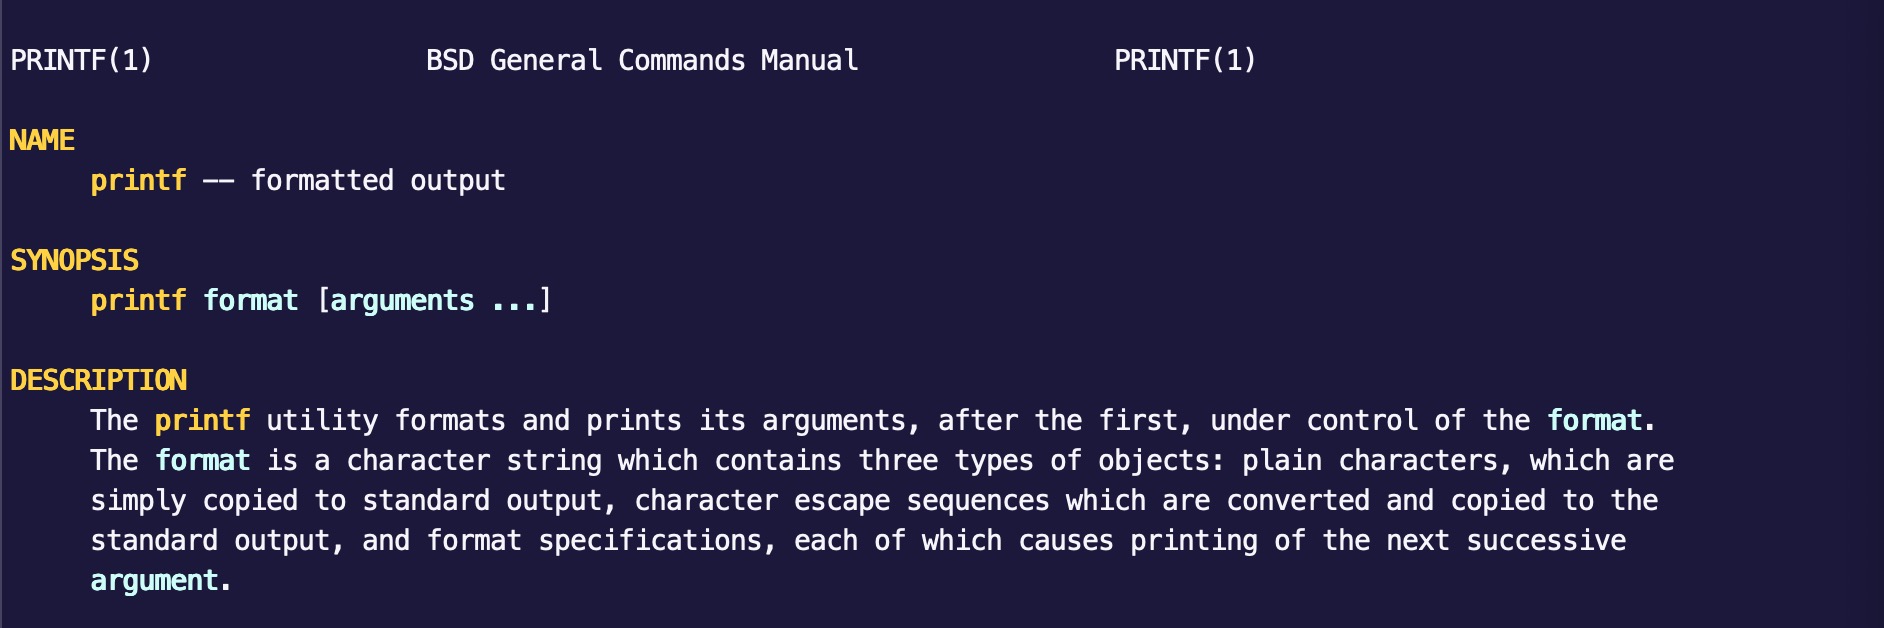 PRINTF(1)                 BSD General Commands Manual                PRINTF(1)
NAME
printf –– formatted output
SYNOPSIS
printf format [arguments ...]
DESCRIPTION
The printf utility formats and prints its arguments, after the first, under control of the format.
The format is a character string which contains three types of objects: plain characters, which are
simply copied to standard output, character escape sequences which are converted and copied to the
standard output, and format specifications, each of which causes printing of the next successive
argument.